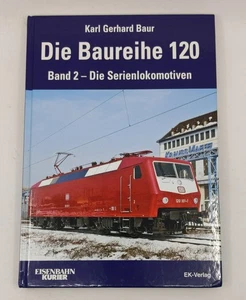 Karl Gerhard Baur
Die Baureihe 120
Band 2 – Die Serienlokomotiven
EISENBAHN
KURIER
EK-Verlag